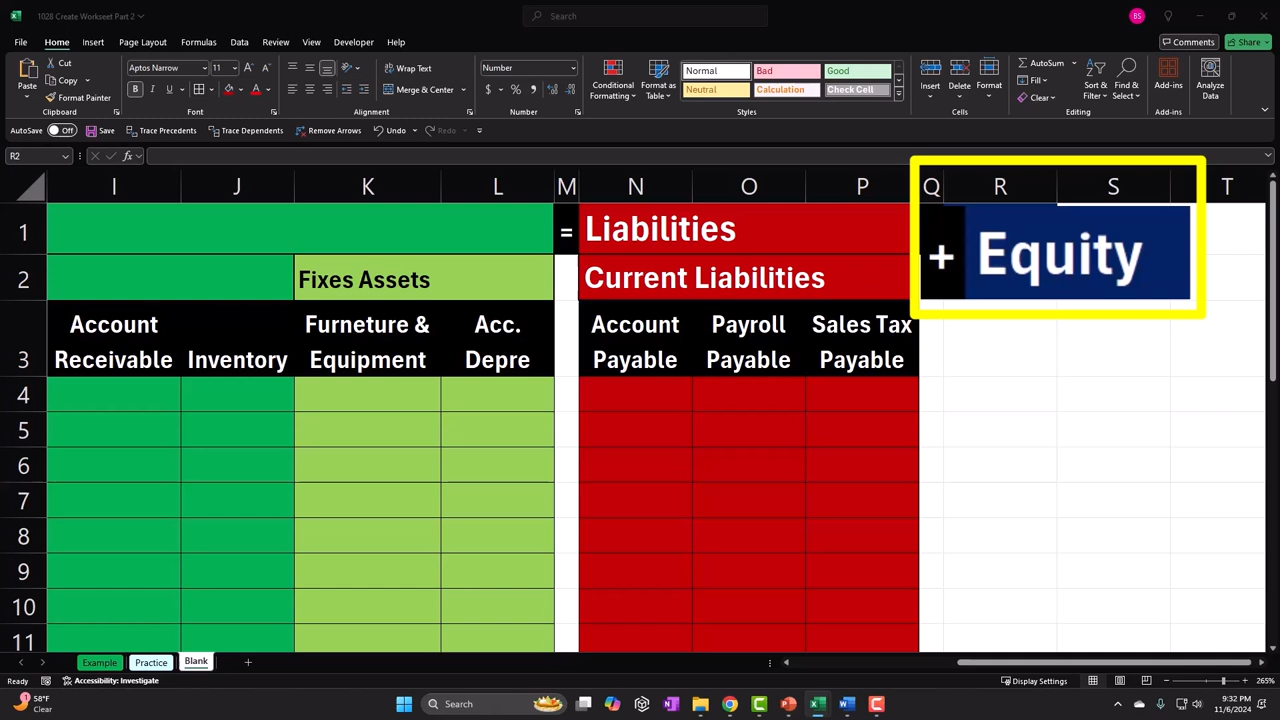 1028 Create Workseet Part 2
Search
BS
File Home Insert Page Layout Formulas Data Review View Developer Help
Comments Share
Cut
Copy
Format Painter
Paste
Clipboard
Aptos Narrow 11
Font
Wrap Text
Merge & Center
Alignment
Number
Number
Conditional Formatting
Format as Table
Normal Bad Good
Neutral Calculation Check Cell
Styles
Insert Delete Format
Cells
AutoSum
Fill
Clear
Sort & Filter
Find & Select
Editing
Add-ins
Add-ins
Analyze Data
AutoSave Off Save Trace Precedents Trace Dependents Remove Arrows Undo Redo
R2
fx
I J K L M N O P Q R S T
1 = Liabilities
+ Equity
2 Fixes Assets Current Liabilities
3 Account Receivable Inventory Furneture & Equipment Acc. Depre Account Payable Payroll Payable Sales Tax Payable
4
5
6
7
8
9
10
11
Example Practice Blank
Ready Accessibility: Investigate Display Settings 265%
1
58°F
Clear
Search
9:32 PM
11/6/2024